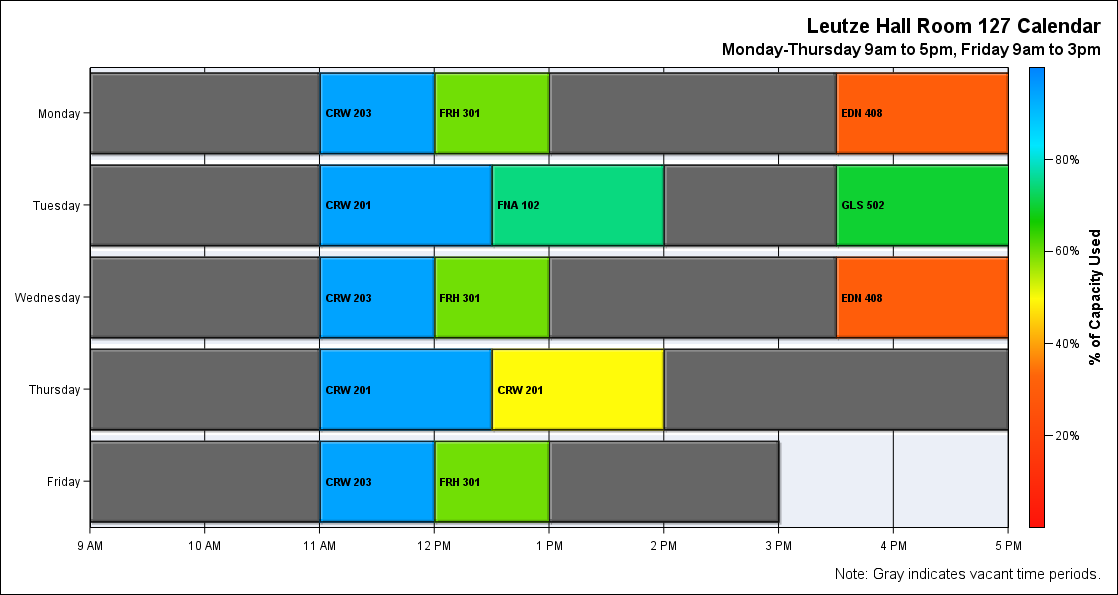 Leutze Hall Room 127 Calendar
Monday-Thursday 9am to 5pm, Friday 9am to 3pm
Monday
CRW 203
FRH 301
EDN 408
Tuesday
CRW 201
FNA 102
GLS 502
Wednesday
CRW 203
FRH 301
EDN 408
Thursday
CRW 201
CRW 201
Friday
CRW 203
FRH 301
9 AM
10 AM
11 AM
12 PM
1 PM
2 PM
3 PM
4 PM
5 PM
80%
60%
40%
20%
% of Capacity Used
Note: Gray indicates vacant time periods.